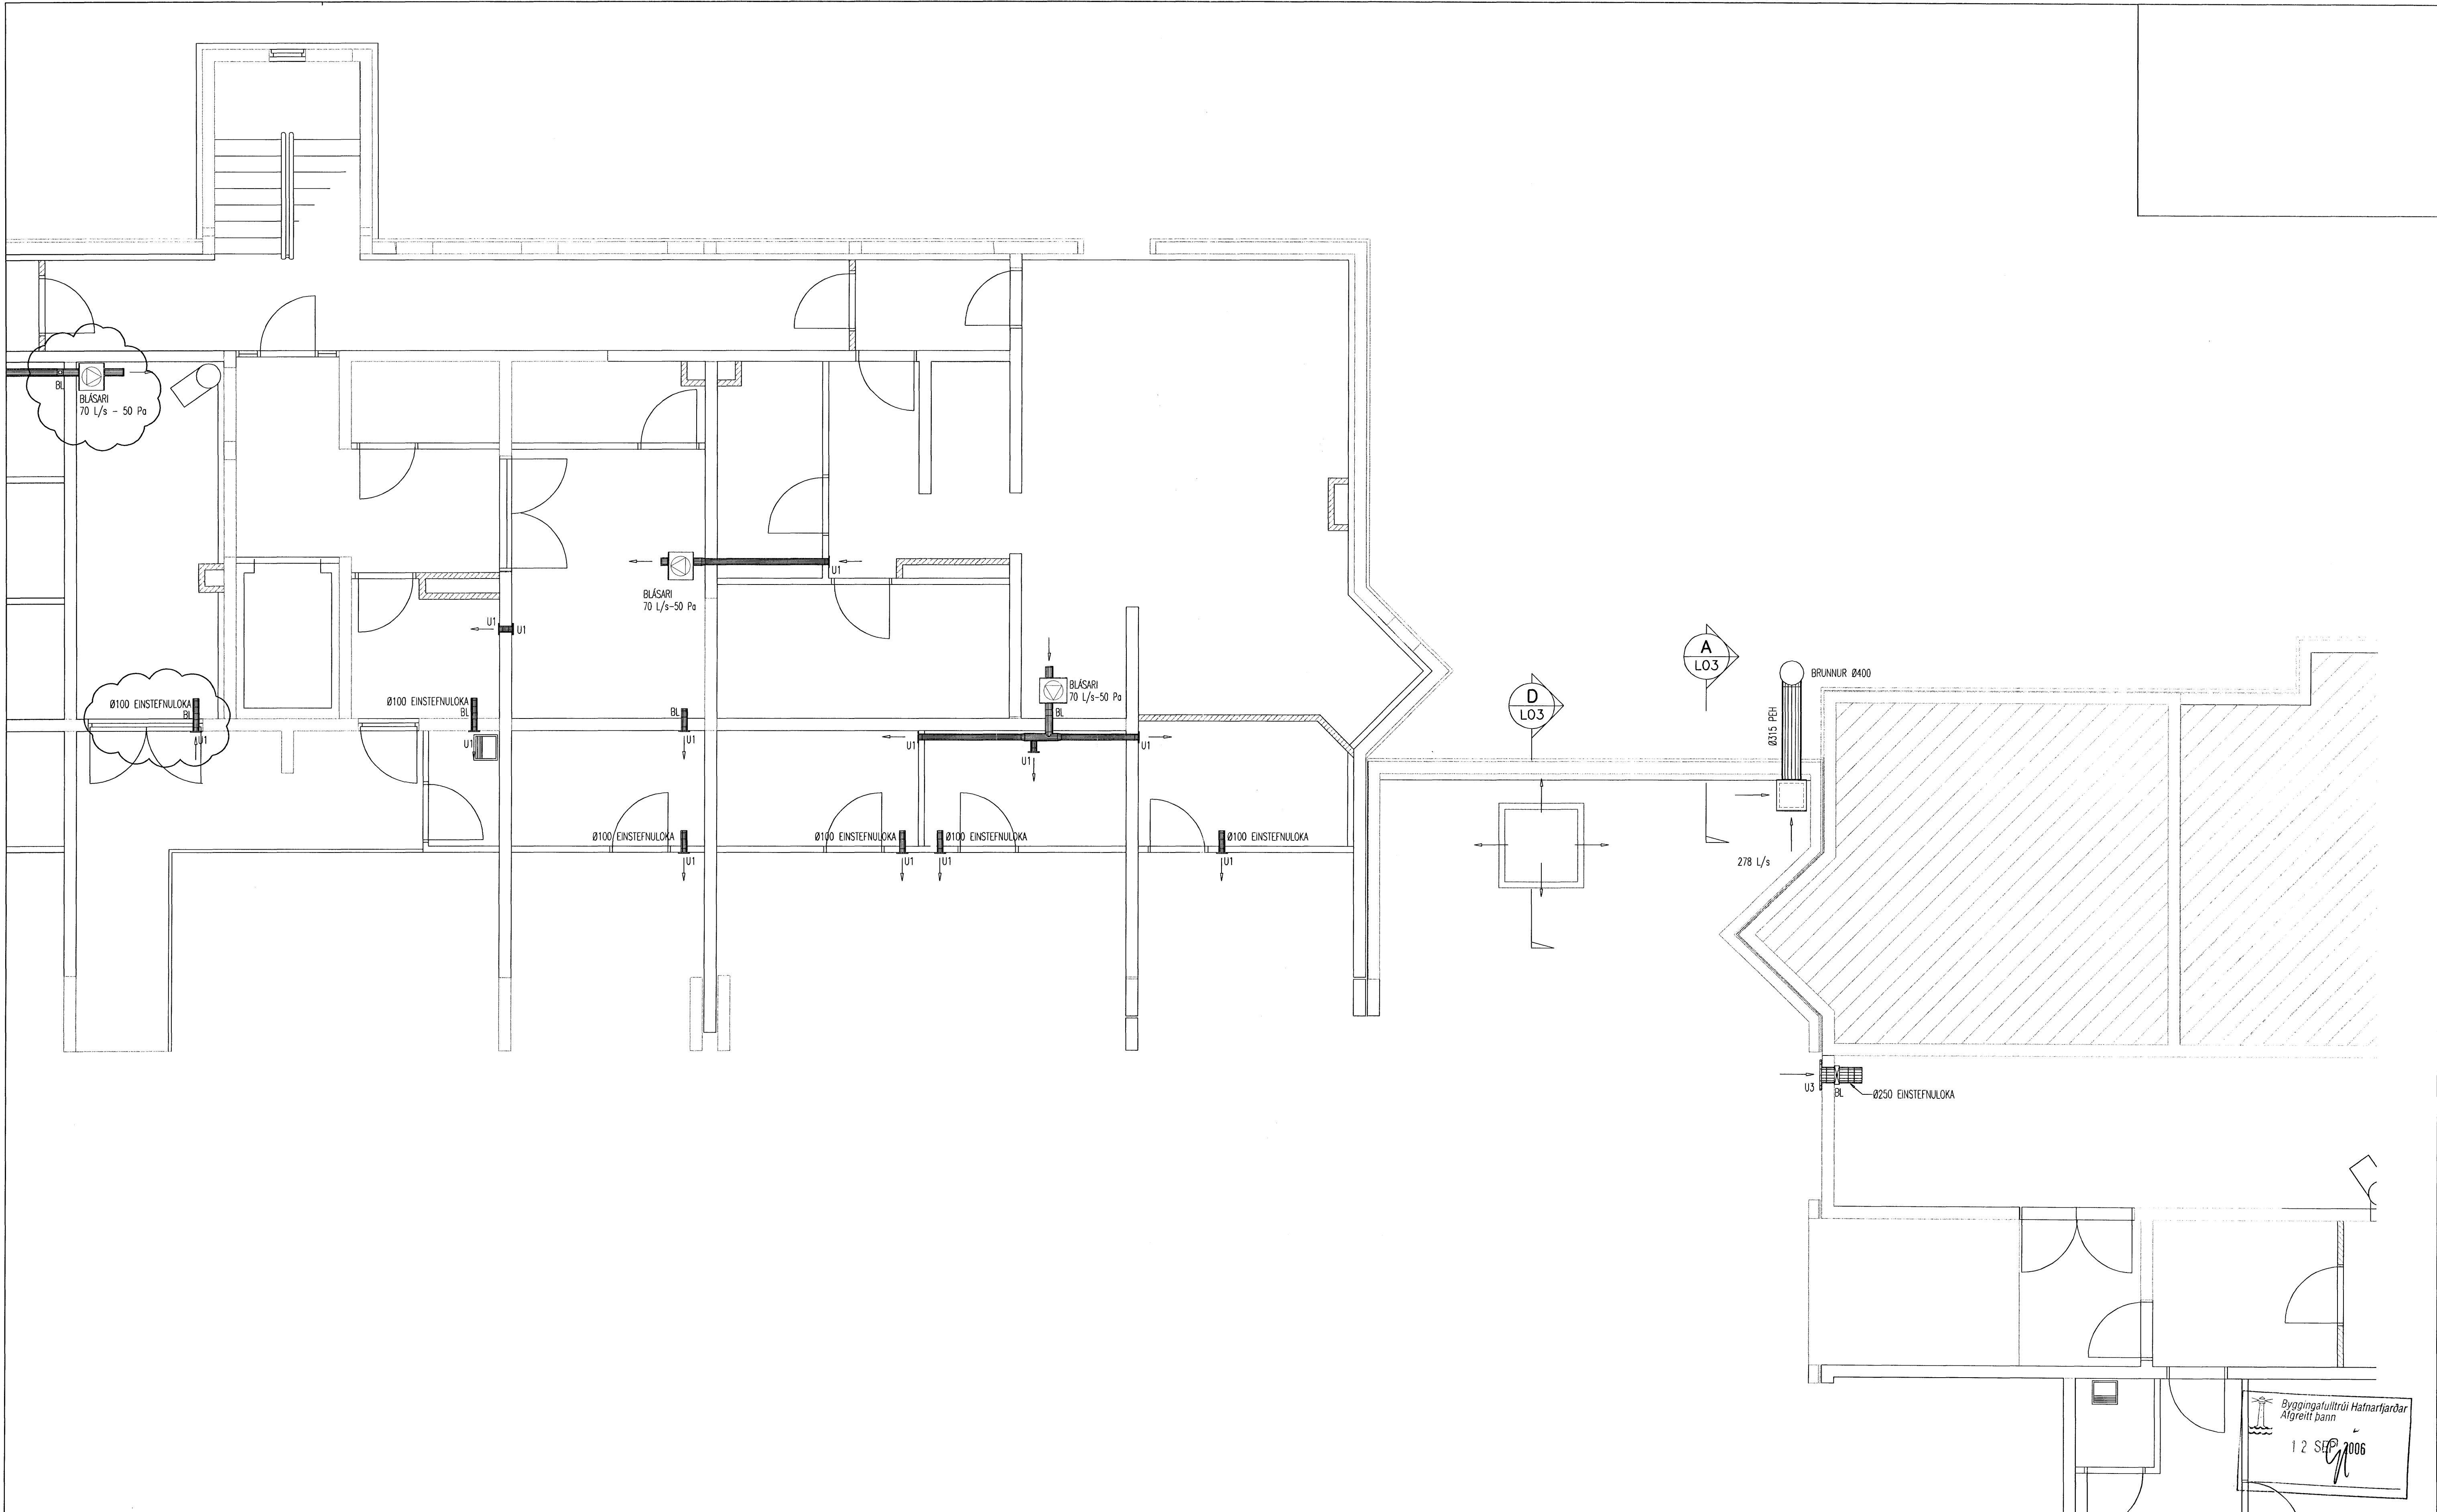 BL
BLÁSARI
70 L/s - 50 Pa
BLÁSARI
70 L/s-50 Pa
U1
U1
U1
A
L03
D
L03
BRUNNUR Ø400
Ø315 PEH
BLÁSARI
70 L/s-50 Pa
BL
Ø100 EINSTEFNULOKA
BL
U1
Ø100 EINSTEFNULOKA
BL
U1
BL
U1
U1
U1
U1
Ø100 EINSTEFNULOKA
U1
Ø100 EINSTEFNULOKA
U1
Ø100 EINSTEFNULOKA
U1
Ø100 EINSTEFNULOKA
U1
278 L/s
U3
BL
Ø250 EINSTEFNULOKA
Byggingafulltrúi Hafnarfjarðar
Afgreitt þann
12 SEP 2006